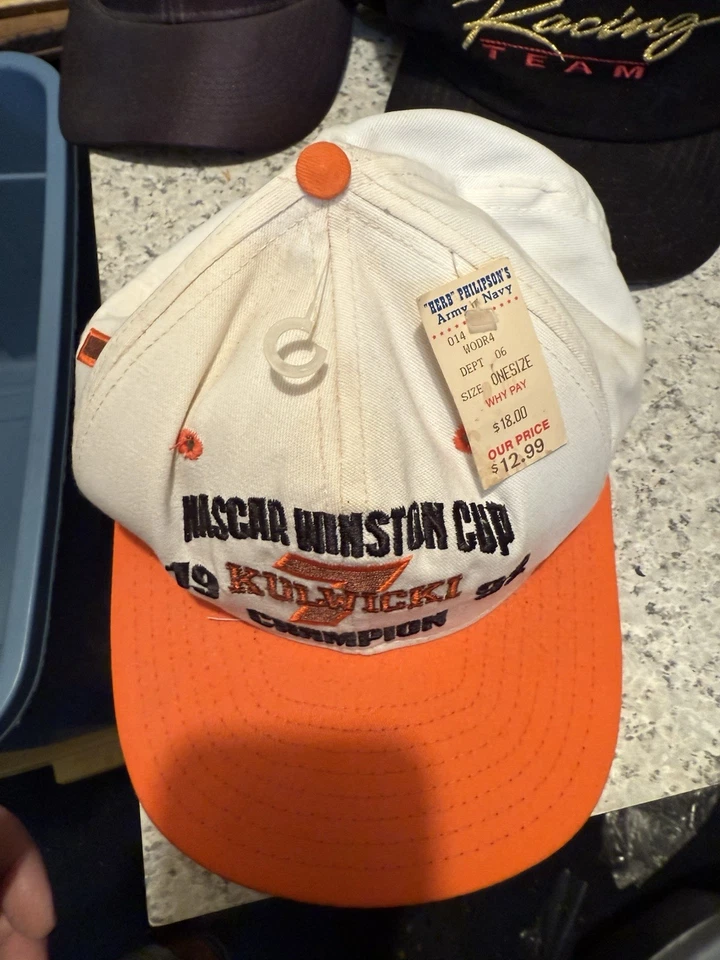 Racing
TEAM
"HERB" PHILIPSON'S
Army Navy
014
WODR4
DEPT 06
SIZE ONESIZE
WHY PAY
$18.00
OUR PRICE
$12.99
NASCAR WINSTON CUP
19 KULWICKI 92
7
CHAMPION